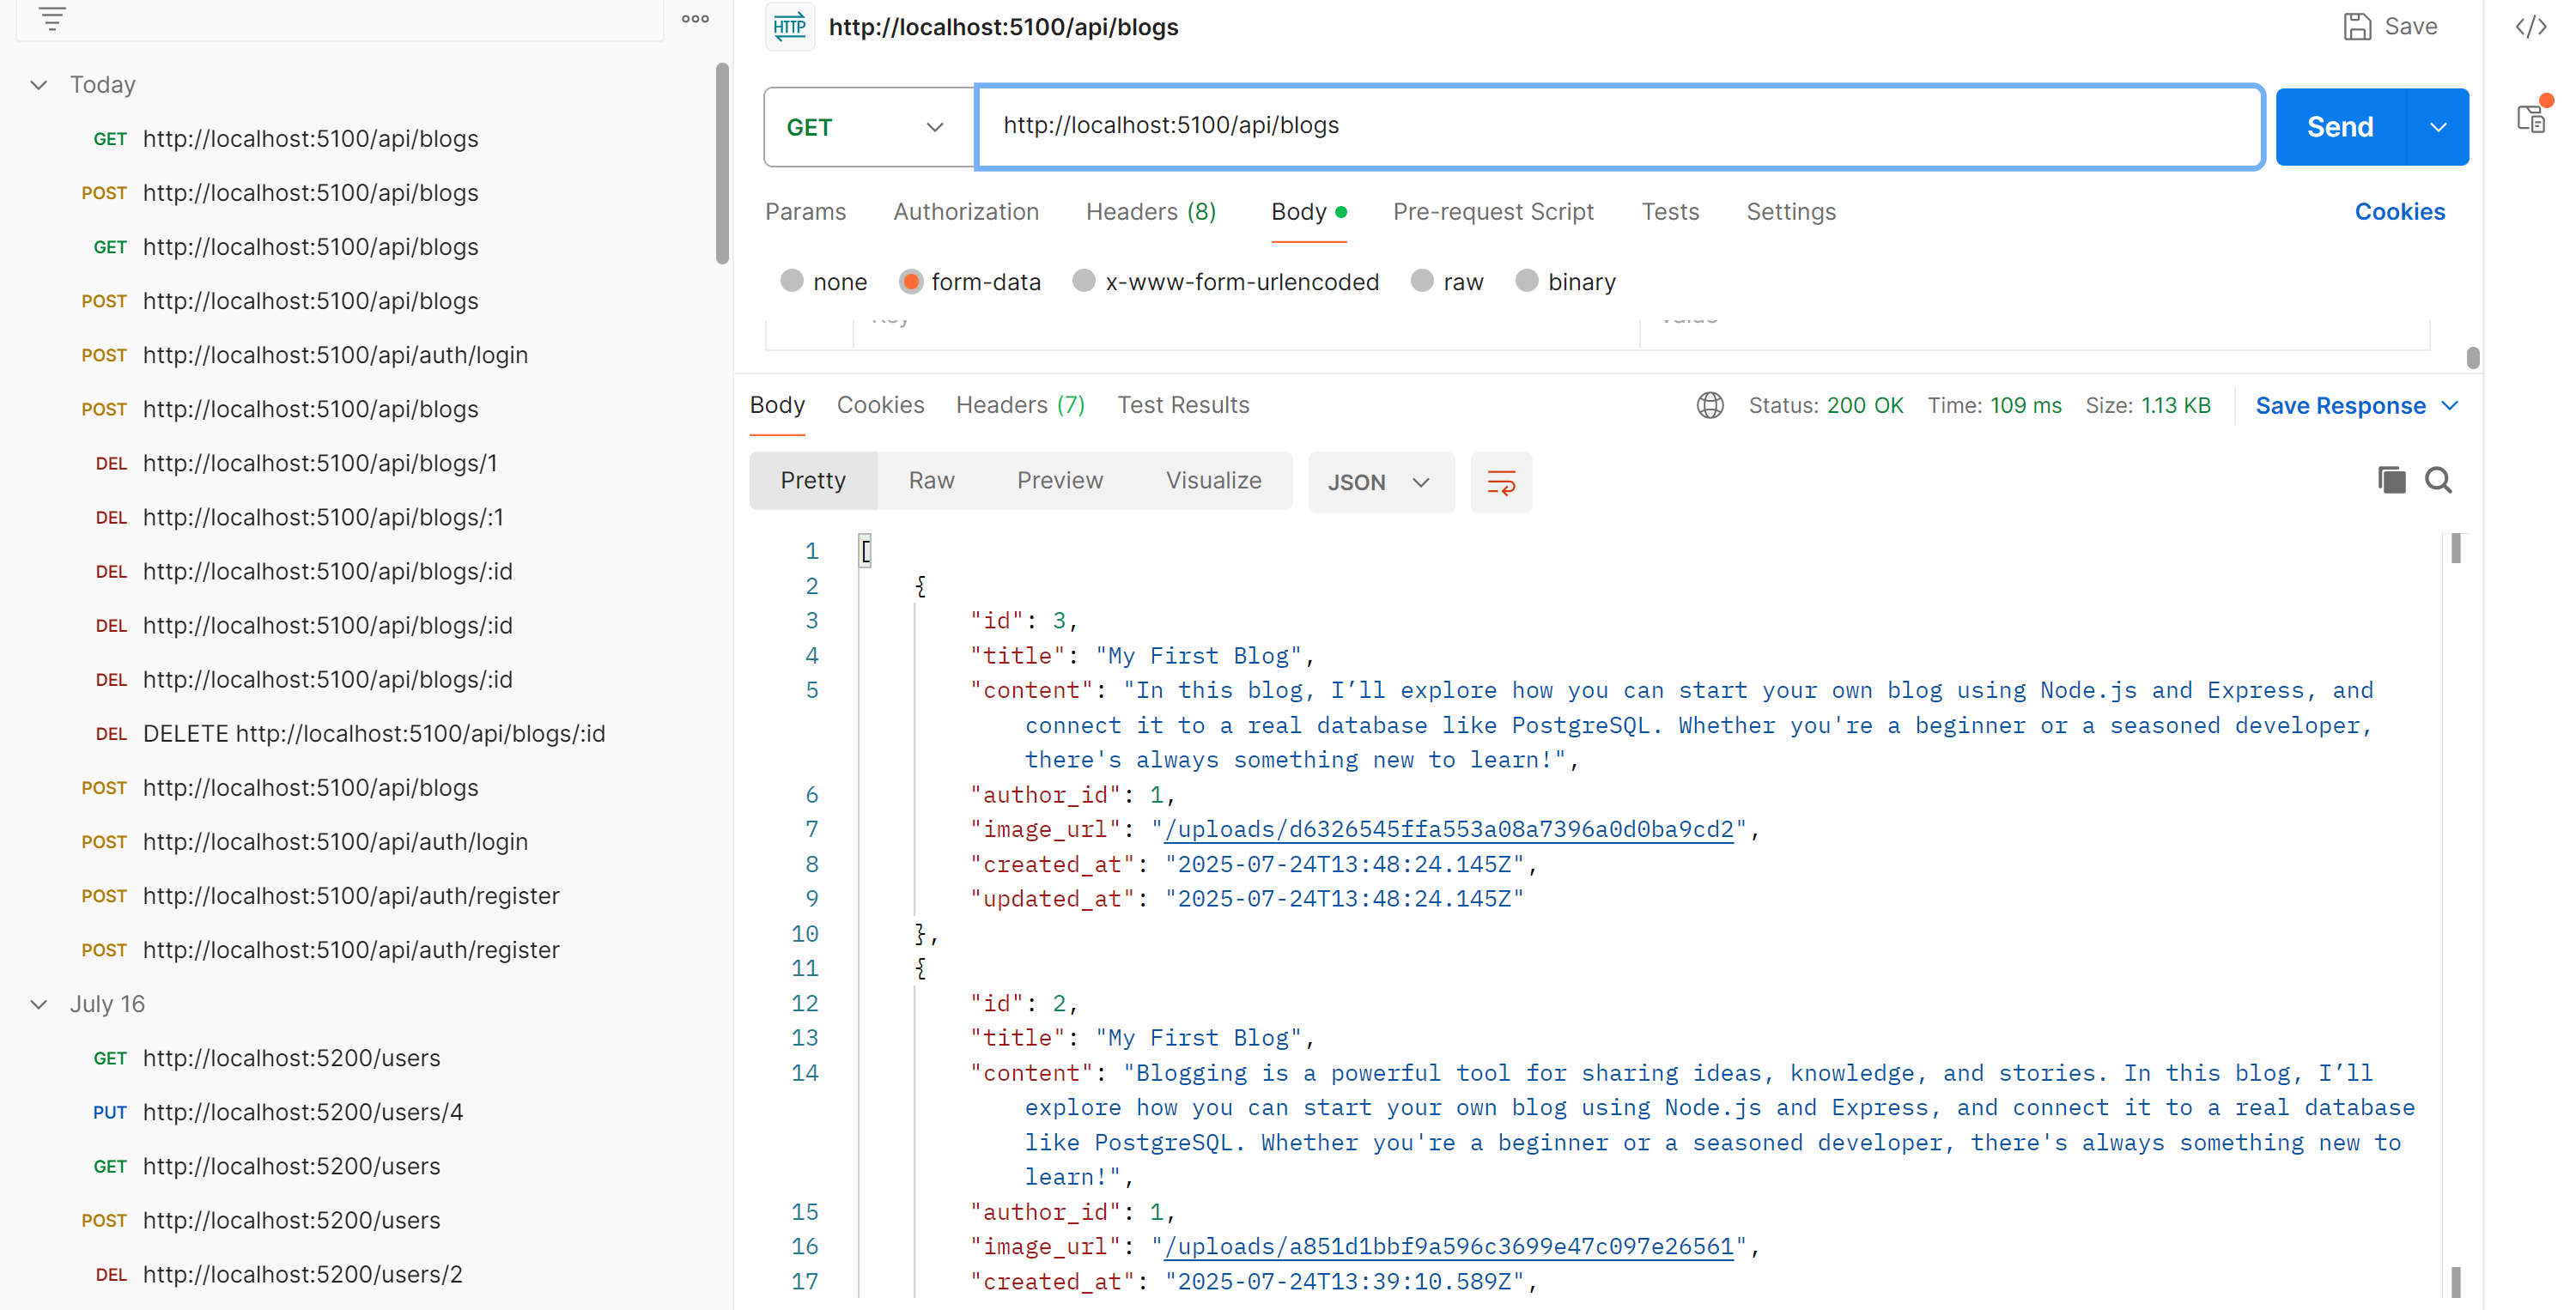 Today
GET http://localhost:5100/api/blogs
POST http://localhost:5100/api/blogs
GET http://localhost:5100/api/blogs
POST http://localhost:5100/api/blogs
POST http://localhost:5100/api/auth/login
POST http://localhost:5100/api/blogs
DEL http://localhost:5100/api/blogs/1
DEL http://localhost:5100/api/blogs/:1
DEL http://localhost:5100/api/blogs/:id
DEL http://localhost:5100/api/blogs/:id
DEL http://localhost:5100/api/blogs/:id
DEL DELETE http://localhost:5100/api/blogs/:id
POST http://localhost:5100/api/blogs
POST http://localhost:5100/api/auth/login
POST http://localhost:5100/api/auth/register
POST http://localhost:5100/api/auth/register
July 16
GET http://localhost:5200/users
PUT http://localhost:5200/users/4
GET http://localhost:5200/users
POST http://localhost:5200/users
DEL http://localhost:5200/users/2
HTTP http://localhost:5100/api/blogs
Save
</>
GET http://localhost:5100/api/blogs
Send
Params Authorization Headers (8) Body Pre-request Script Tests Settings Cookies
none form-data x-www-form-urlencoded raw binary
Body Cookies Headers (7) Test Results Status: 200 OK Time: 109 ms Size: 1.13 KB Save Response
Pretty Raw Preview Visualize JSON
1 [
2 {
3 "id": 3,
4 "title": "My First Blog",
5 "content": "In this blog, I’ll explore how you can start your own blog using Node.js and Express, and
connect it to a real database like PostgreSQL. Whether you're a beginner or a seasoned developer,
there's always something new to learn!",
6 "author_id": 1,
7 "image_url": "/uploads/d6326545ffa553a08a7396a0d0ba9cd2",
8 "created_at": "2025-07-24T13:48:24.145Z",
9 "updated_at": "2025-07-24T13:48:24.145Z"
10 },
11 {
12 "id": 2,
13 "title": "My First Blog",
14 "content": "Blogging is a powerful tool for sharing ideas, knowledge, and stories. In this blog, I’ll
explore how you can start your own blog using Node.js and Express, and connect it to a real database
like PostgreSQL. Whether you're a beginner or a seasoned developer, there's always something new to
learn!",
15 "author_id": 1,
16 "image_url": "/uploads/a851d1bbf9a596c3699e47c097e26561",
17 "created_at": "2025-07-24T13:39:10.589Z",